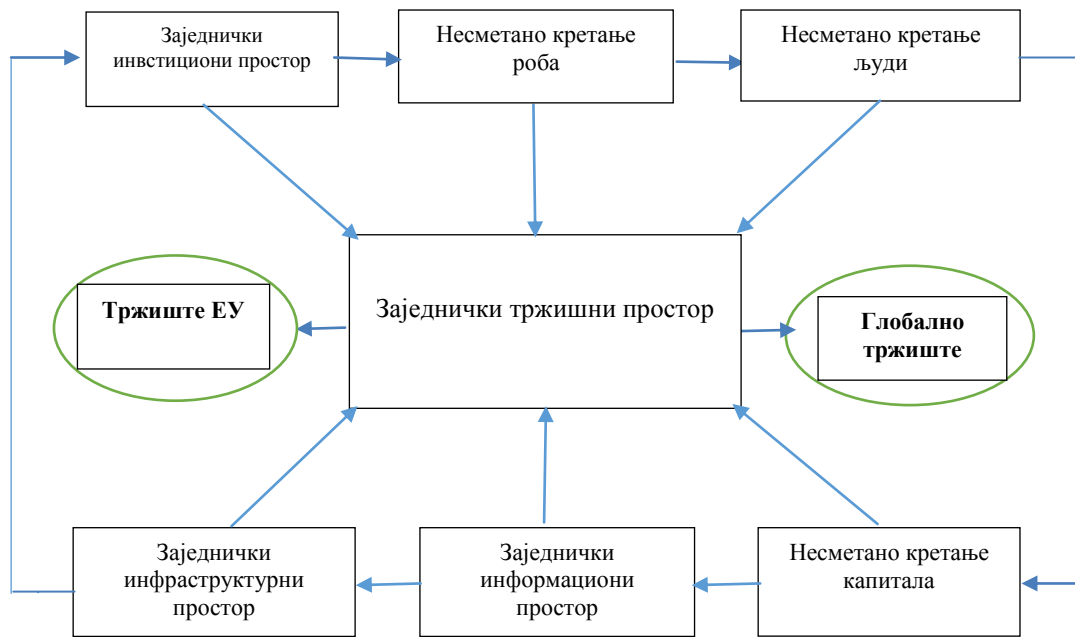 Заједнички
инвстициони простор
Несметано кретање
роба
Несметано кретање
људи
Тржиште ЕУ
Заједнички тржишни простор
Глобално
тржиште
Заједнички
инфраструктурни
простор
Заједнички
информациони
простор
Несметано кретање
капитала